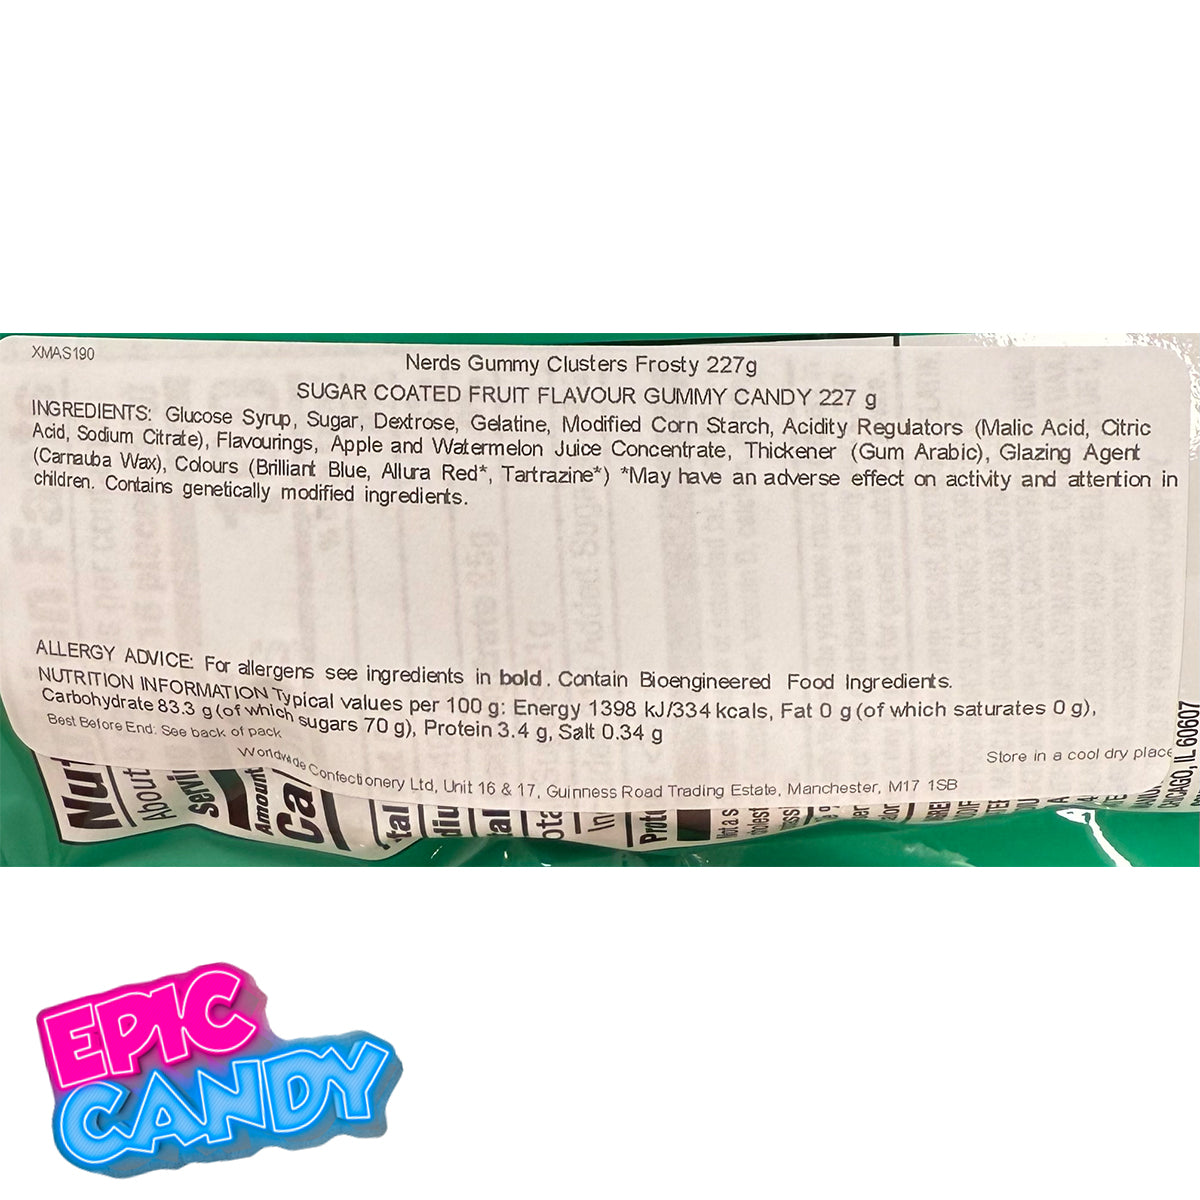 XMAS190
Nerds Gummy Clusters Frosty 227g
SUGAR COATED FRUIT FLAVOUR GUMMY CANDY 227 g
INGREDIENTS: Glucose Syrup, Sugar, Dextrose, Gelatine, Modified Corn Starch, Acidity Regulators (Malic Acid, Citric
Acid, Sodium Citrate), Flavourings, Apple and Watermelon Juice Concentrate, Thickener (Gum Arabic), Glazing Agent
(Carnauba Wax), Colours (Brilliant Blue, Allura Red*, Tartrazine*) *May have an adverse effect on activity and attention in
children. Contains genetically modified ingredients.
ALLERGY ADVICE: For allergens see ingredients in bold. Contain Bioengineered Food Ingredients.
NUTRITION INFORMATION Typical values per 100 g: Energy 1398 kJ/334 kcals, Fat 0 g (of which saturates 0 g),
Carbohydrate 83.3 g (of which sugars 70 g), Protein 3.4 g, Salt 0.34 g
Best Before End: See back of pack
Store in a cool dry place
Worldwide Confectionery Ltd, Unit 16 & 17, Guinness Road Trading Estate, Manchester, M17 1SB
Nut
About
servi
Amount
Ca
CHICAGO, IL 60607
EPIC
CANDY